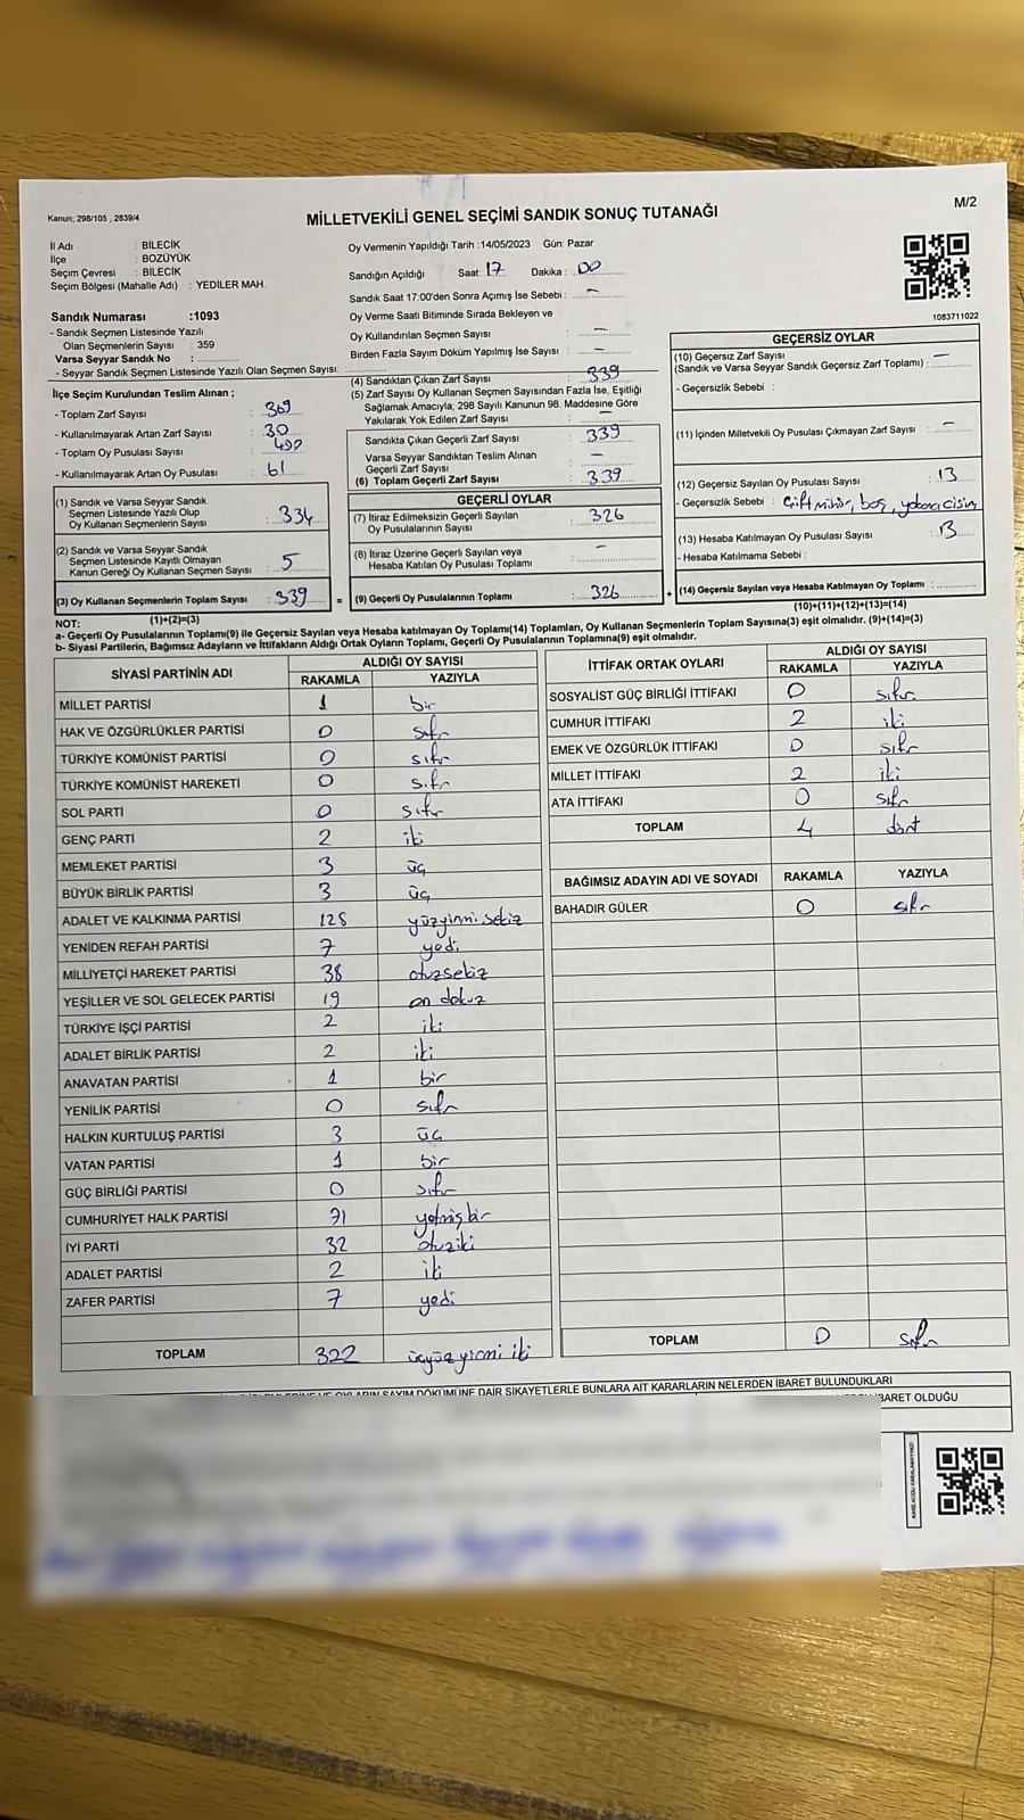 M/2
Kanun; 298/105 , 2839/4
MİLLETVEKİLİ GENEL SEÇİMİ SANDIK SONUÇ TUTANAĞI
İl Adı : BİLECİK
İlçe : BOZÜYÜK
Seçim Çevresi : BİLECİK
Seçim Bölgesi (Mahalle Adı) : YEDİLER MAH.
Sandık Numarası :1093
- Sandık Seçmen Listesinde Yazılı
Olan Seçmenlerin Sayısı : 359
Varsa Seyyar Sandık No :
- Seyyar Sandık Seçmen Listesinde Yazılı Olan Seçmen Sayısı:
İlçe Seçim Kurulundan Teslim Alınan ;
- Toplam Zarf Sayısı : 369
- Kullanılmayarak Artan Zarf Sayısı : 30
- Toplam Oy Pusulası Sayısı : 400
- Kullanılmayarak Artan Oy Pusulası : 61
(1) Sandık ve Varsa Seyyar Sandık
Seçmen Listesinde Yazılı Olup
Oy Kullanan Seçmenlerin Sayısı : 334
(2) Sandık ve Varsa Seyyar Sandık
Seçmen Listesinde Kayıtlı Olmayan
Kanun Gereği Oy Kullanan Seçmen Sayısı : 5
(3) Oy Kullanan Seçmenlerin Toplam Sayısı : 339
(1)+(2)=(3)
Oy Vermenin Yapıldığı Tarih :14/05/2023 Gün: Pazar
Sandığın Açıldığı Saat: 17 Dakika : 00
Sandık Saat 17:00'den Sonra Açımış İse Sebebi : –
Oy Verme Saati Bitiminde Sırada Bekleyen ve
Oy Kullandırılan Seçmen Sayısı : –
Birden Fazla Sayım Döküm Yapılmış İse Sayısı : –
(4) Sandıktan Çıkan Zarf Sayısı : 339
(5) Zarf Sayısı Oy Kullanan Seçmen Sayısından Fazla İse, Eşitliği
Sağlamak Amacıyla, 298 Sayılı Kanunun 98. Maddesine Göre
Yakılarak Yok Edilen Zarf Sayısı : –
Sandıkta Çıkan Geçerli Zarf Sayısı : 339
Varsa Seyyar Sandıktan Teslim Alınan
Geçerli Zarf Sayısı : –
(6) Toplam Geçerli Zarf Sayısı : 339
GEÇERLİ OYLAR
(7) İtiraz Edilmeksizin Geçerli Sayılan
Oy Pusulalarının Sayısı : 326
(8) İtiraz Üzerine Geçerli Sayılan veya
Hesaba Katılan Oy Pusulası Toplamı : –
= (9) Geçerli Oy Pusulalarının Toplamı : 326 +
1083711022
GEÇERSİZ OYLAR
(10) Geçersiz Zarf Sayısı
(Sandık ve Varsa Seyyar Sandık Geçersiz Zarf Toplamı) : –
- Geçersizlik Sebebi :
(11) İçinden Milletvekili Oy Pusulası Çıkmayan Zarf Sayısı : –
(12) Geçersiz Sayılan Oy Pusulası Sayısı : 13
- Geçersizlik Sebebi : Çift mühür, boş, yabancı cisim
(13) Hesaba Katılmayan Oy Pusulası Sayısı : 13
- Hesaba Katılmama Sebebi :
(14) Geçersiz Sayılan veya Hesaba Katılmayan Oy Toplamı :
(10)+(11)+(12)+(13)=(14)
NOT:
a- Geçerli Oy Pusulalarının Toplamı(9) ile Geçersiz Sayılan veya Hesaba katılmayan Oy Toplamı(14) Toplamları, Oy Kullanan Seçmenlerin Toplam Sayısına(3) eşit olmalıdır. (9)+(14)=(3)
b- Siyasi Partilerin, Bağımsız Adayların ve İttifakların Aldığı Ortak Oyların Toplamı, Geçerli Oy Pusulalarının Toplamına(9) eşit olmalıdır.
SİYASİ PARTİNİN ADI ALDIĞI OY SAYISI
RAKAMLA YAZIYLA
MİLLET PARTİSİ 1 bir
HAK VE ÖZGÜRLÜKLER PARTİSİ 0 sıfır
TÜRKİYE KOMÜNİST PARTİSİ 0 sıfır
TÜRKİYE KOMÜNİST HAREKETİ 0 sıfır
SOL PARTİ 0 sıfır
GENÇ PARTİ 2 iki
MEMLEKET PARTİSİ 3 üç
BÜYÜK BİRLİK PARTİSİ 3 üç
ADALET VE KALKINMA PARTİSİ 128 yüzyirmi sekiz
YENİDEN REFAH PARTİSİ 7 yedi
MİLLİYETÇİ HAREKET PARTİSİ 38 otuzsekiz
YEŞİLLER VE SOL GELECEK PARTİSİ 19 on dokuz
TÜRKİYE İŞÇİ PARTİSİ 2 iki
ADALET BİRLİK PARTİSİ 2 iki
ANAVATAN PARTİSİ 1 bir
YENİLİK PARTİSİ 0 sıfır
HALKIN KURTULUŞ PARTİSİ 3 üç
VATAN PARTİSİ 1 bir
GÜÇ BİRLİĞİ PARTİSİ 0 sıfır
CUMHURİYET HALK PARTİSİ 71 yetmişbir
İYİ PARTİ 32 otuziki
ADALET PARTİSİ 2 iki
ZAFER PARTİSİ 7 yedi
TOPLAM 322 üçyüz yirmi iki
İTTİFAK ORTAK OYLARI ALDIĞI OY SAYISI
RAKAMLA YAZIYLA
SOSYALİST GÜÇ BİRLİĞİ İTTİFAKI 0 sıfır
CUMHUR İTTİFAKI 2 iki
EMEK VE ÖZGÜRLÜK İTTİFAKI 0 sıfır
MİLLET İTTİFAKI 2 iki
ATA İTTİFAKI 0 sıfır
TOPLAM 4 dört
BAĞIMSIZ ADAYIN ADI VE SOYADI RAKAMLA YAZIYLA
BAHADIR GÜLER 0 sıfır
TOPLAM 0 sıfır
OYLARIN SAYIM DÖKÜMÜNE DAİR ŞİKAYETLERLE BUNLARA AİT KARARLARIN NELERDEN İBARET BULUNDUKLARI
İBARET OLDUĞU